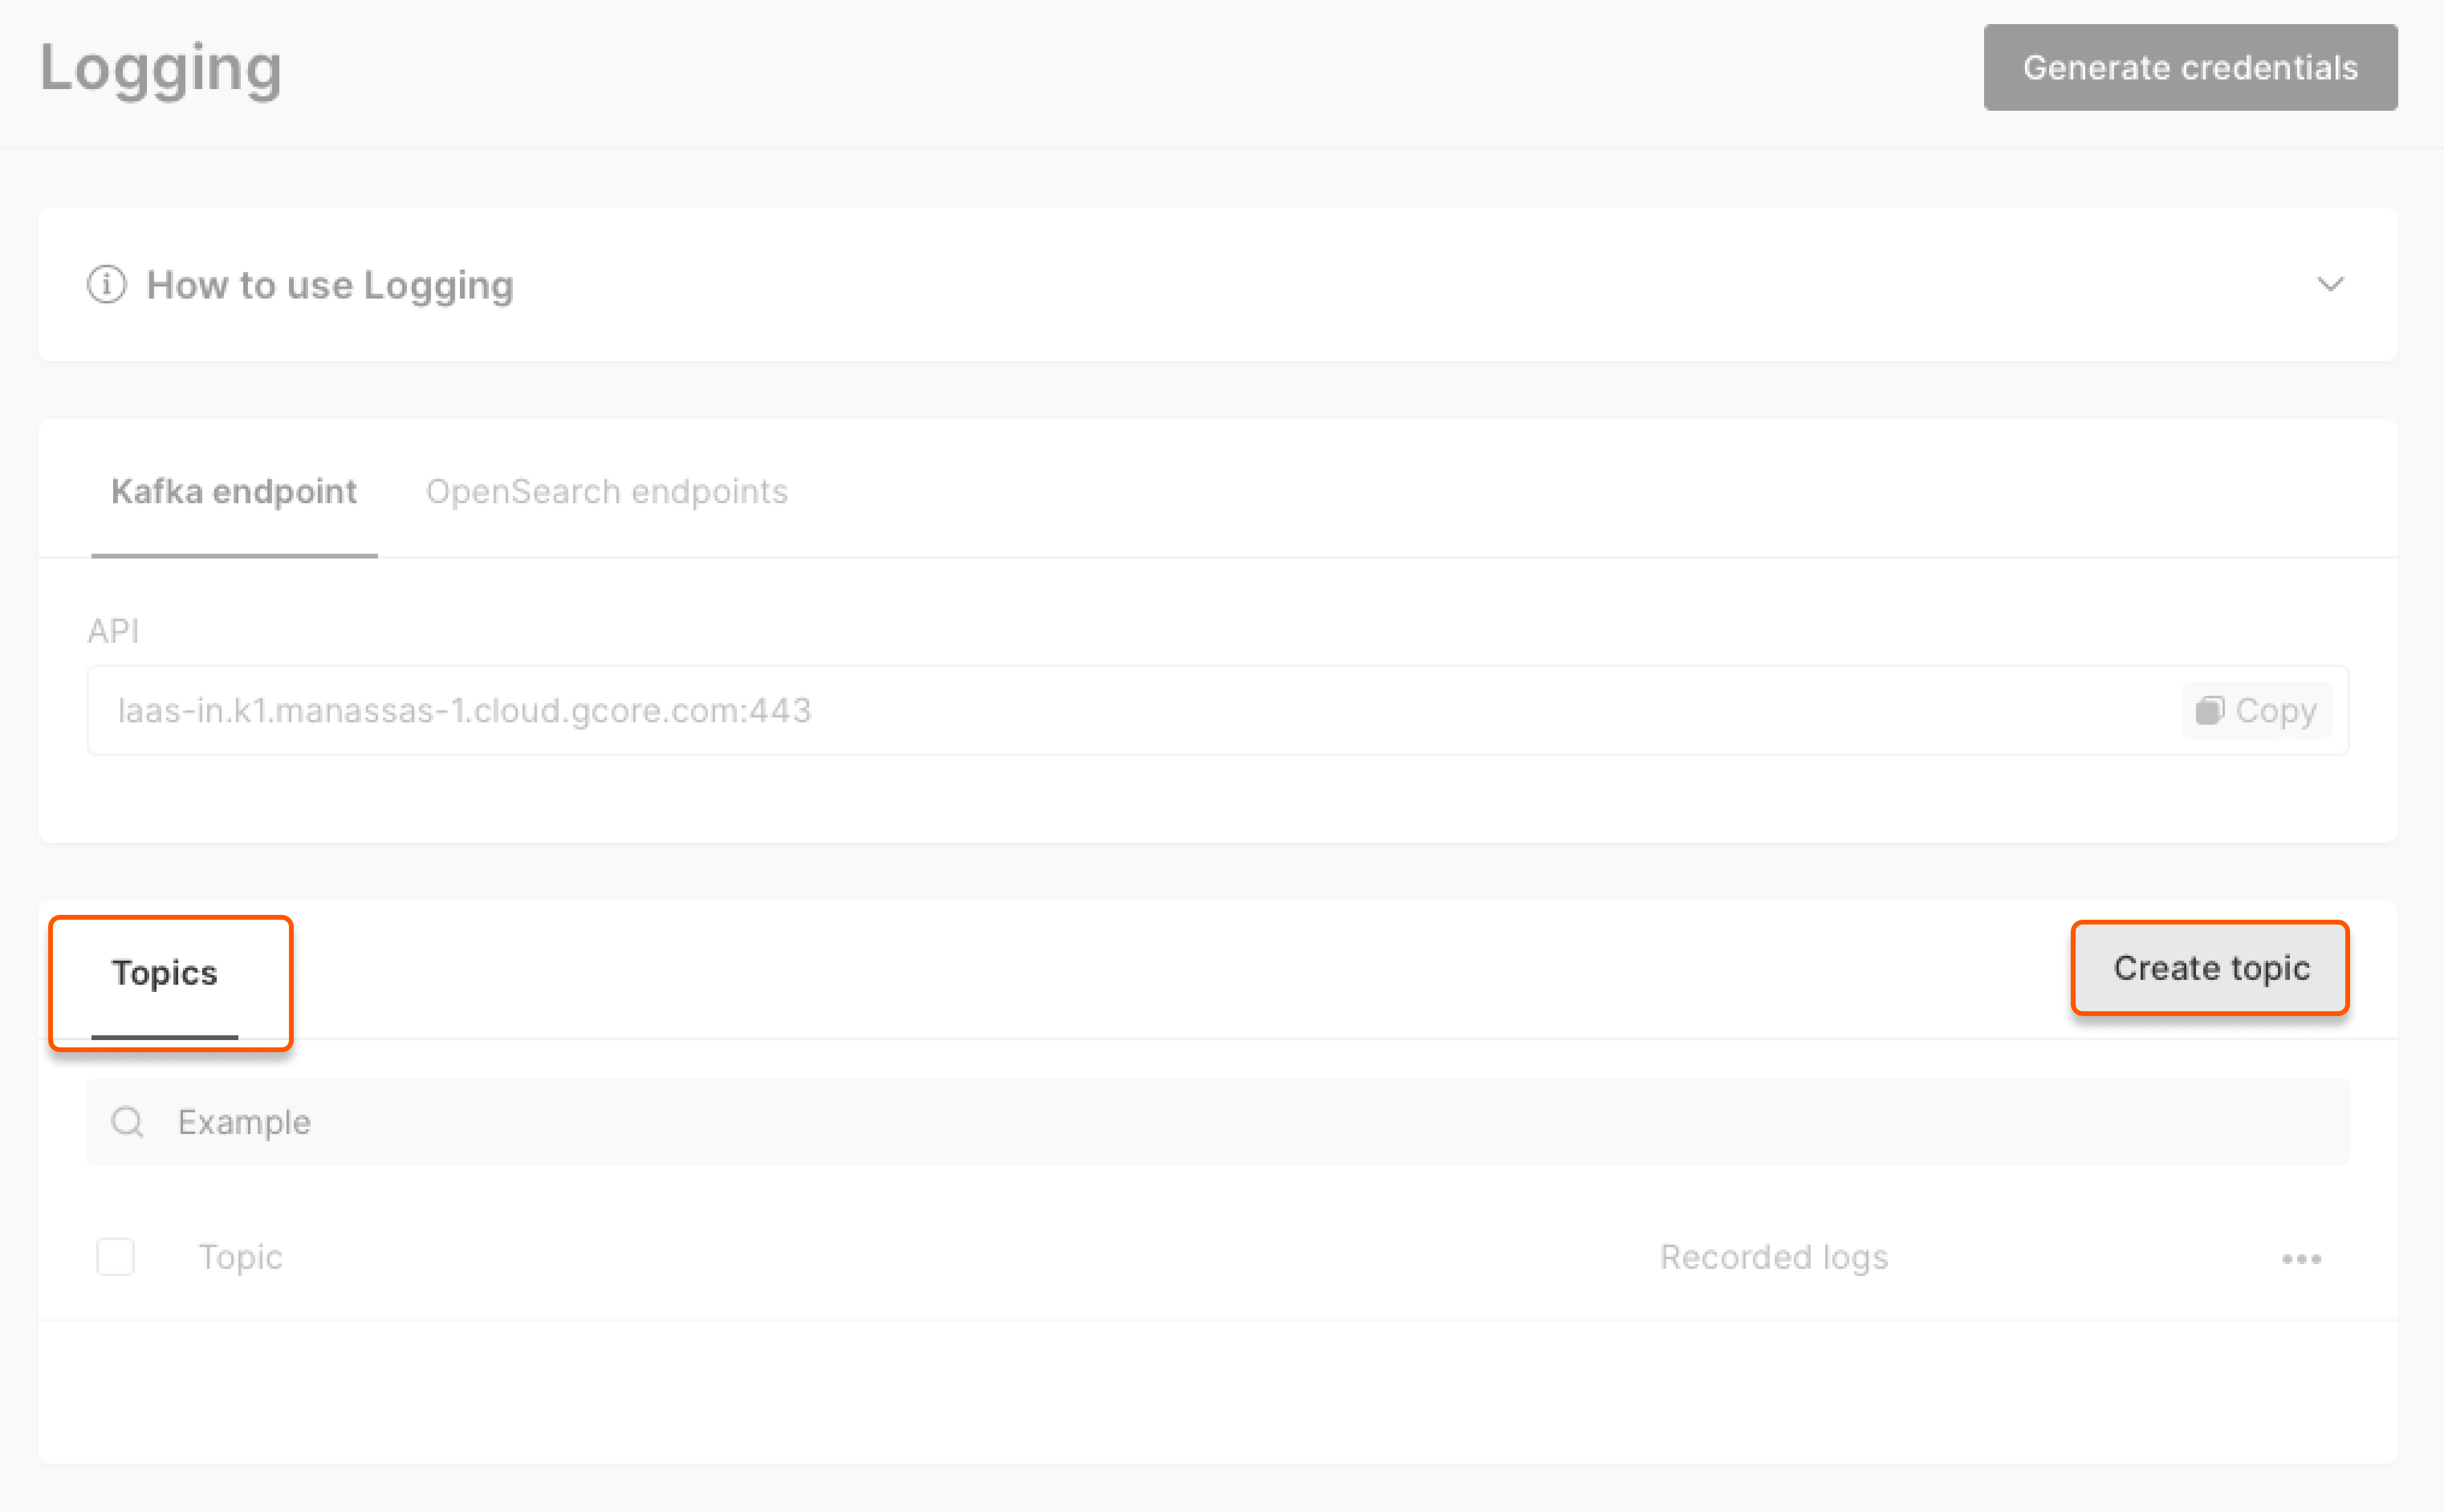 Logging
Generate credentials
How to use Logging
Kafka endpoint
OpenSearch endpoints
API
laas-in.k1.manassas-1.cloud.gcore.com:443
Copy
Topics
Create topic
Example
Topic
Recorded logs